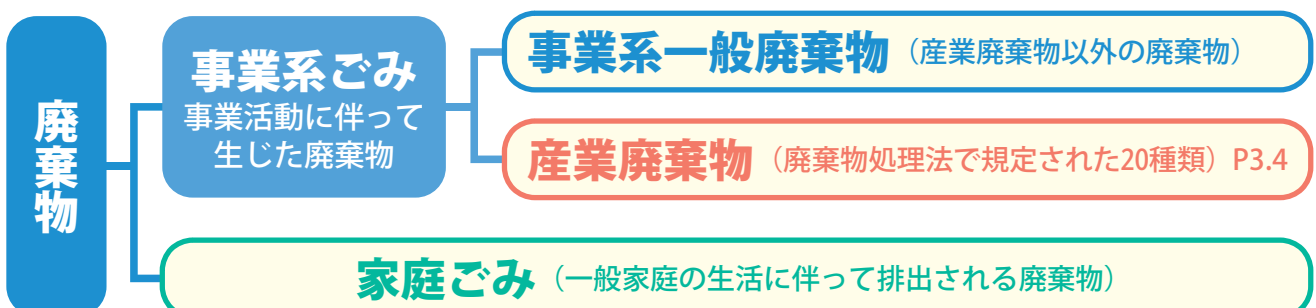 廃棄物
事業系ごみ
事業活動に伴って
生じた廃棄物
事業系一般廃棄物（産業廃棄物以外の廃棄物）
産業廃棄物（廃棄物処理法で規定された20種類）P3.4
家庭ごみ（一般家庭の生活に伴って排出される廃棄物）